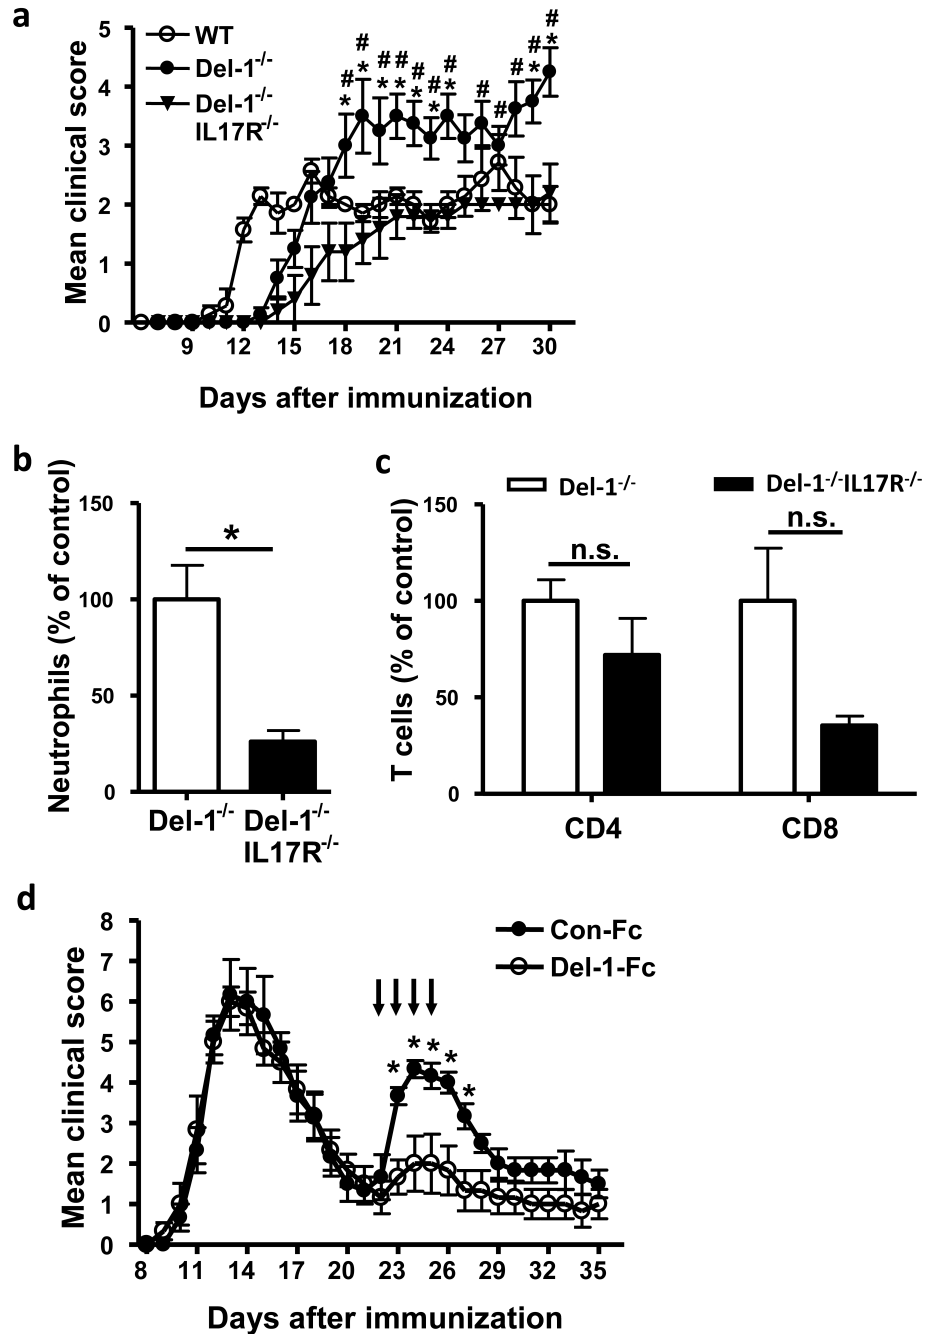 a
WT
Del-1-/-
Del-1-/-
IL17R-/-
Mean clinical score
5
4
3
2
1
0
# # # # # # # # # # # #
* * * * * * * * *
9 12 15 18 21 24 27 30
Days after immunization
b
Neutrophils (% of control)
150
100
50
0
*
Del-1-/- Del-1-/-
IL17R-/-
c
Del-1-/- Del-1-/-IL17R-/-
T cells (% of control)
150
100
50
0
n.s. n.s.
CD4 CD8
d
Con-Fc
Del-1-Fc
Mean clinical score
8
7
6
5
4
3
2
1
0
* * * * *
8 11 14 17 20 23 26 29 32 35
Days after immunization